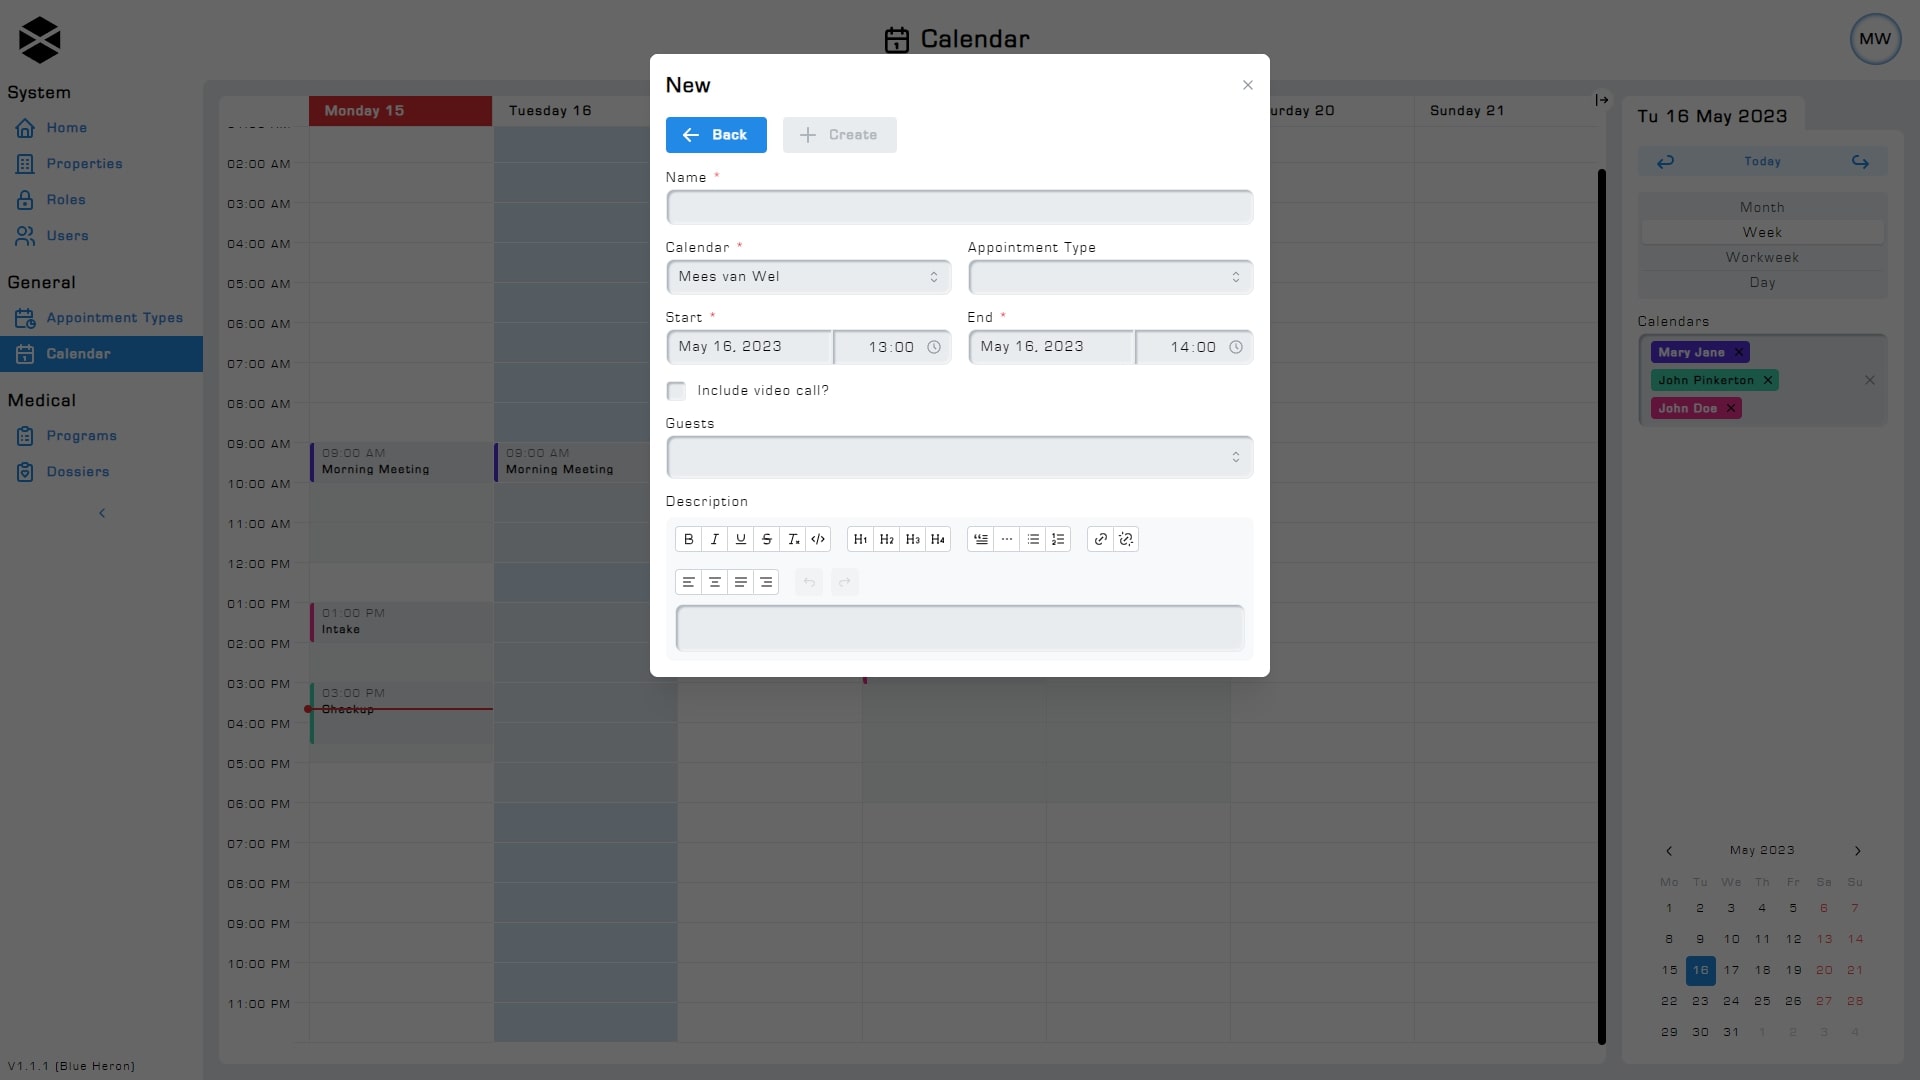 Calendar
MW
System
Home
Properties
Roles
Users
General
Appointment Types
Calendar
Medical
Programs
Dossiers
V1.1.1 (Blue Heron)
Monday 15
Tuesday 16
urday 20
Sunday 21
02:00 AM
03:00 AM
04:00 AM
05:00 AM
06:00 AM
07:00 AM
08:00 AM
09:00 AM
10:00 AM
11:00 AM
12:00 PM
01:00 PM
02:00 PM
03:00 PM
04:00 PM
05:00 PM
06:00 PM
07:00 PM
08:00 PM
09:00 PM
10:00 PM
11:00 PM
09:00 AM
Morning Meeting
09:00 AM
Morning Meeting
01:00 PM
Intake
03:00 PM
Checkup
New
Back
Create
Name *
Calendar *
Mees van Wel
Appointment Type
Start *
May 16, 2023
13:00
End *
May 16, 2023
14:00
Include video call?
Guests
Description
B I U S Tx </>
H1 H2 H3 H4
Tu 16 May 2023
Today
Month
Week
Workweek
Day
Calendars
Mary Jane
John Pinkerton
John Doe
May 2023
Mo Tu We Th Fr Sa Su
1 2 3 4 5 6 7
8 9 10 11 12 13 14
15 16 17 18 19 20 21
22 23 24 25 26 27 28
29 30 31 1 2 3 4